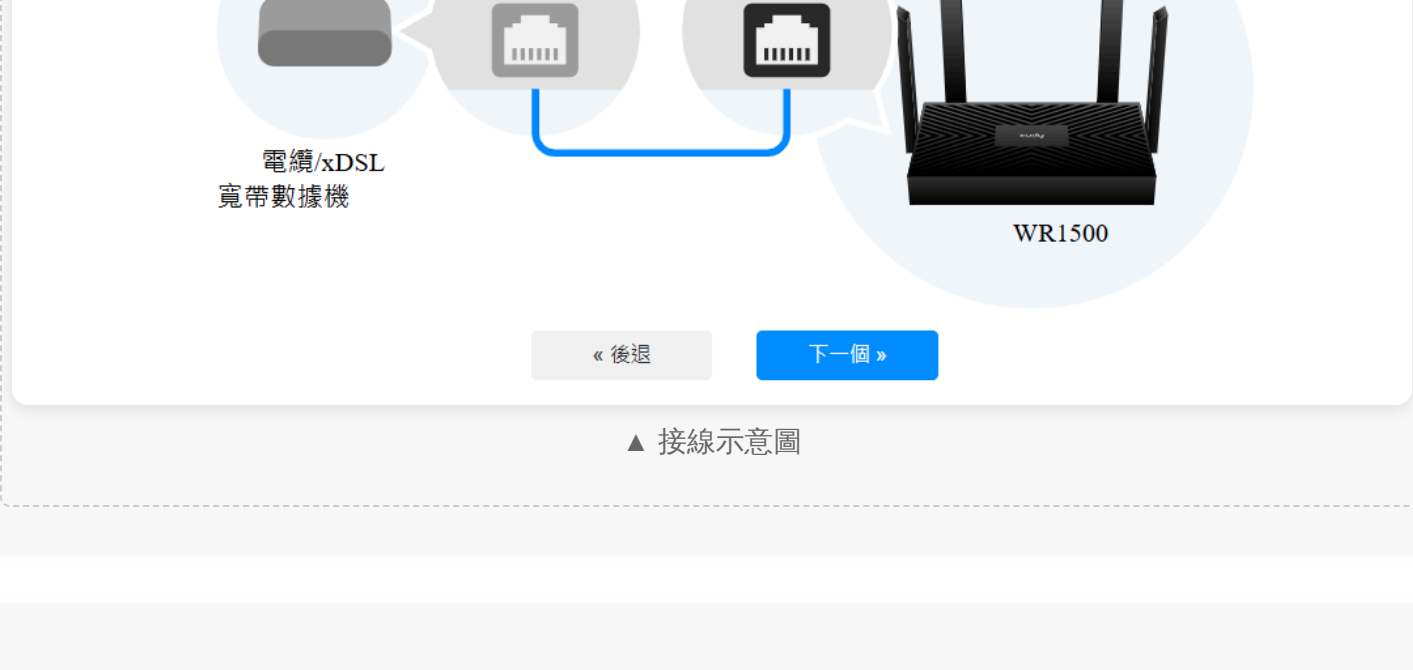 電纜/xDSL
寬帶數據機
cudy
WR1500
« 後退
下一個 »
▲ 接線示意圖